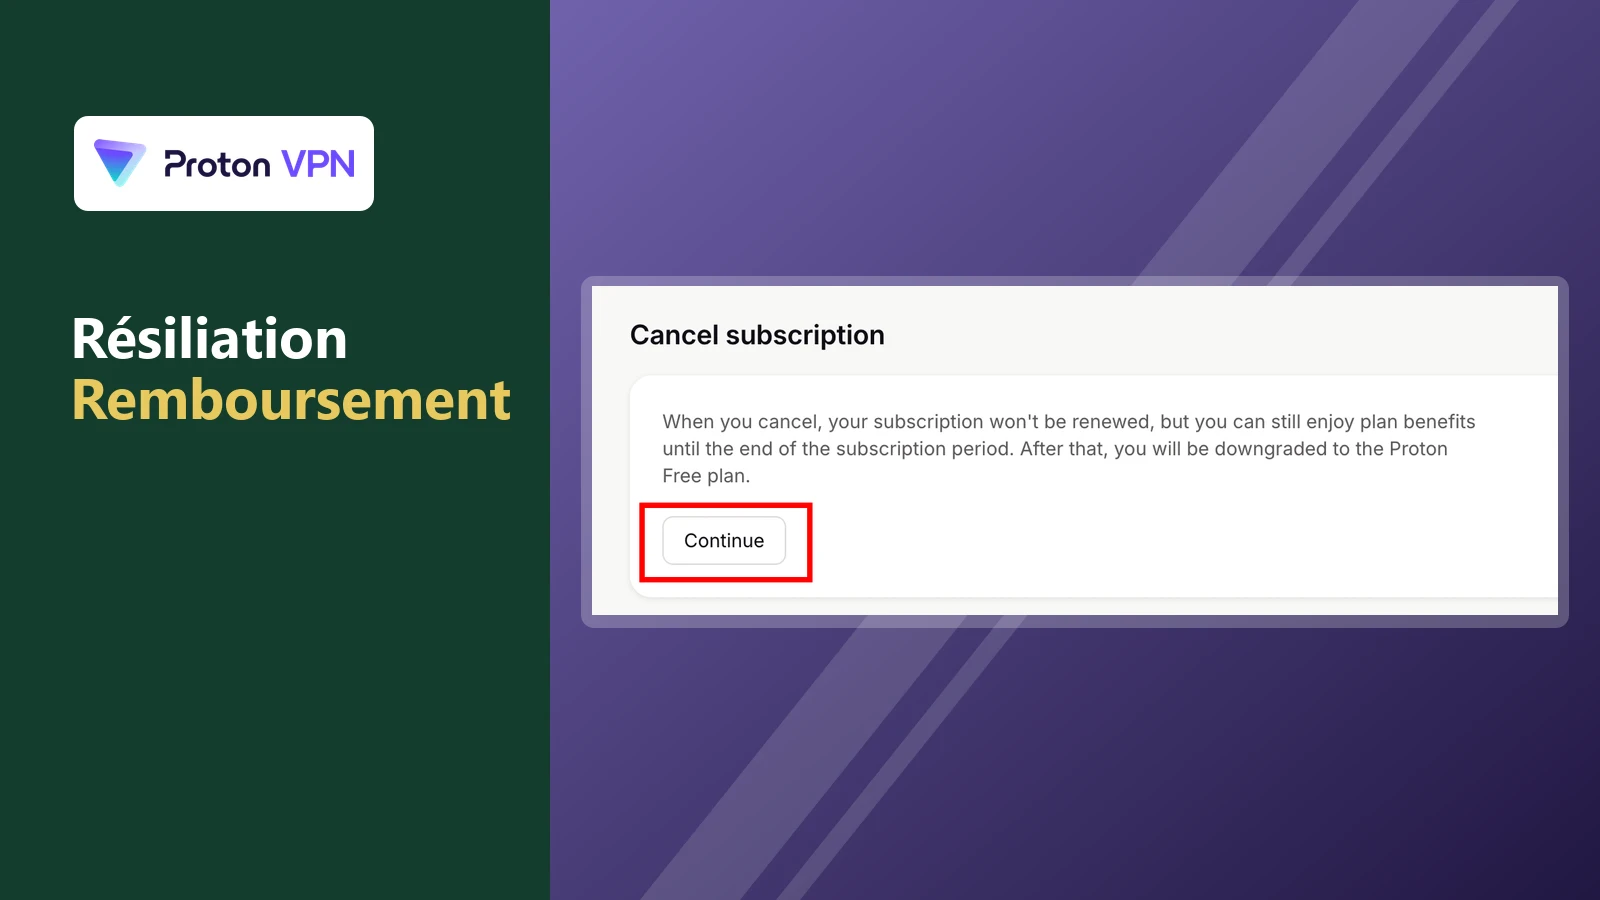 Proton VPN
Résiliation
Remboursement
Cancel subscription
When you cancel, your subscription won't be renewed, but you can still enjoy plan benefits
until the end of the subscription period. After that, you will be downgraded to the Proton
Free plan.
Continue